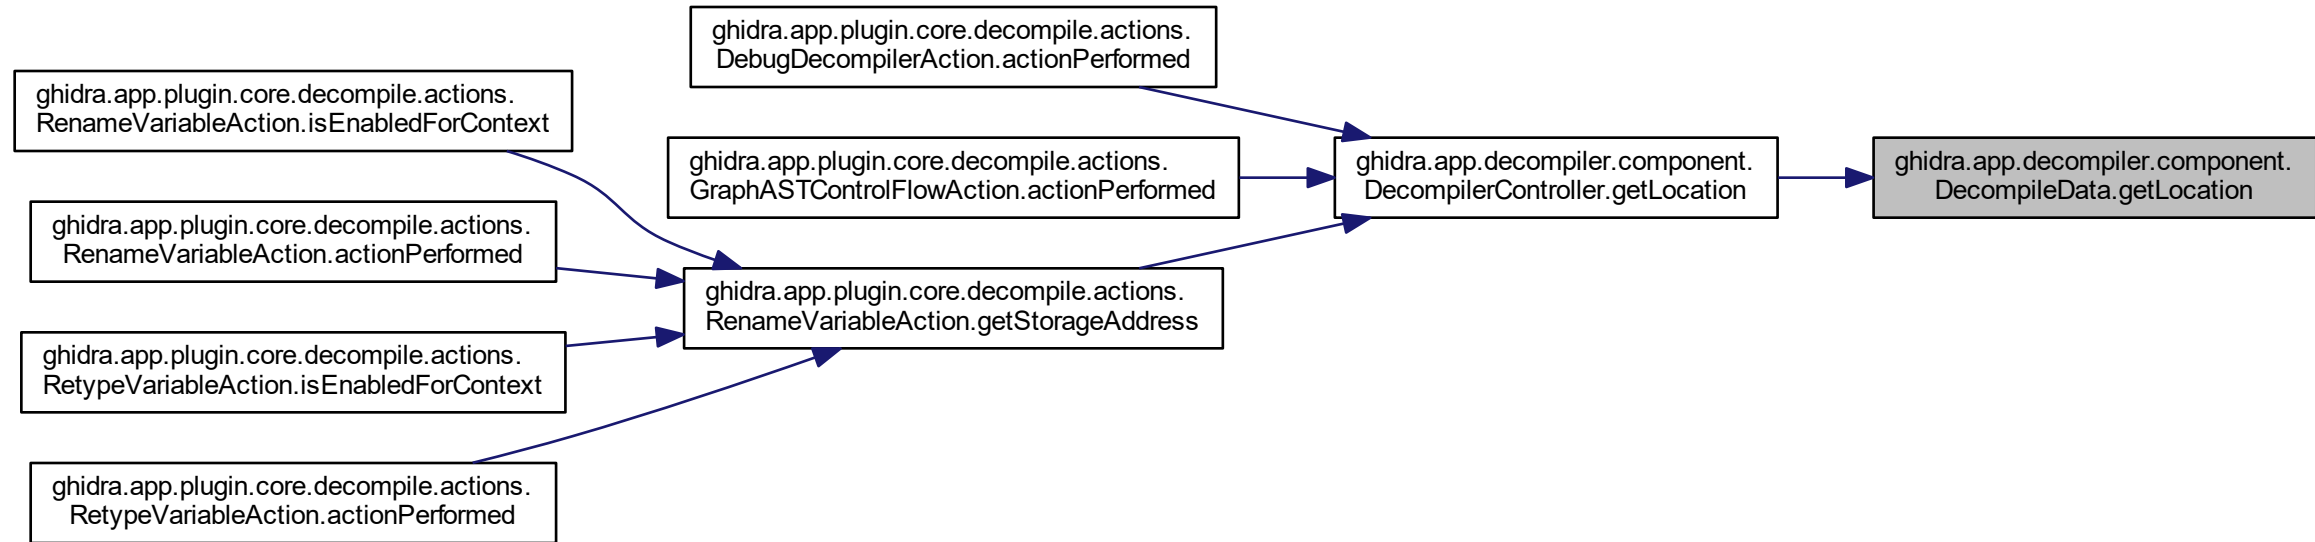 ghidra.app.plugin.core.decompile.actions.
DebugDecompilerAction.actionPerformed
ghidra.app.plugin.core.decompile.actions.
RenameVariableAction.isEnabledForContext
ghidra.app.plugin.core.decompile.actions.
GraphASTControlFlowAction.actionPerformed
ghidra.app.decompiler.component.
DecompilerController.getLocation
ghidra.app.decompiler.component.
DecompileData.getLocation
ghidra.app.plugin.core.decompile.actions.
RenameVariableAction.actionPerformed
ghidra.app.plugin.core.decompile.actions.
RenameVariableAction.getStorageAddress
ghidra.app.plugin.core.decompile.actions.
RetypeVariableAction.isEnabledForContext
ghidra.app.plugin.core.decompile.actions.
RetypeVariableAction.actionPerformed